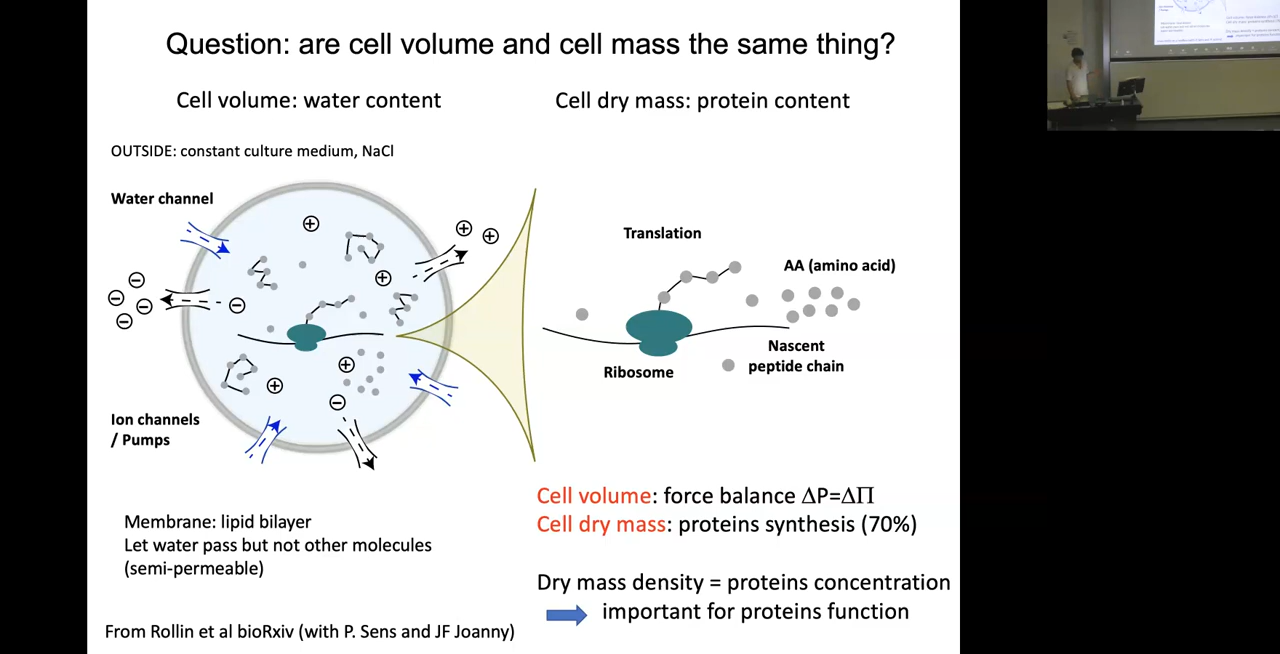 Question: are cell volume and cell mass the same thing?
Cell volume: water content
Cell dry mass: protein content
OUTSIDE: constant culture medium, NaCl
Water channel
Translation
AA (amino acid)
Nascent
peptide chain
Ribosome
Ion channels
/ Pumps
Cell volume: force balance ΔP=ΔΠ
Cell dry mass: proteins synthesis (70%)
Membrane: lipid bilayer
Let water pass but not other molecules
(semi-permeable)
Dry mass density = proteins concentration
important for proteins function
From Rollin et al bioRxiv (with P. Sens and JF Joanny)